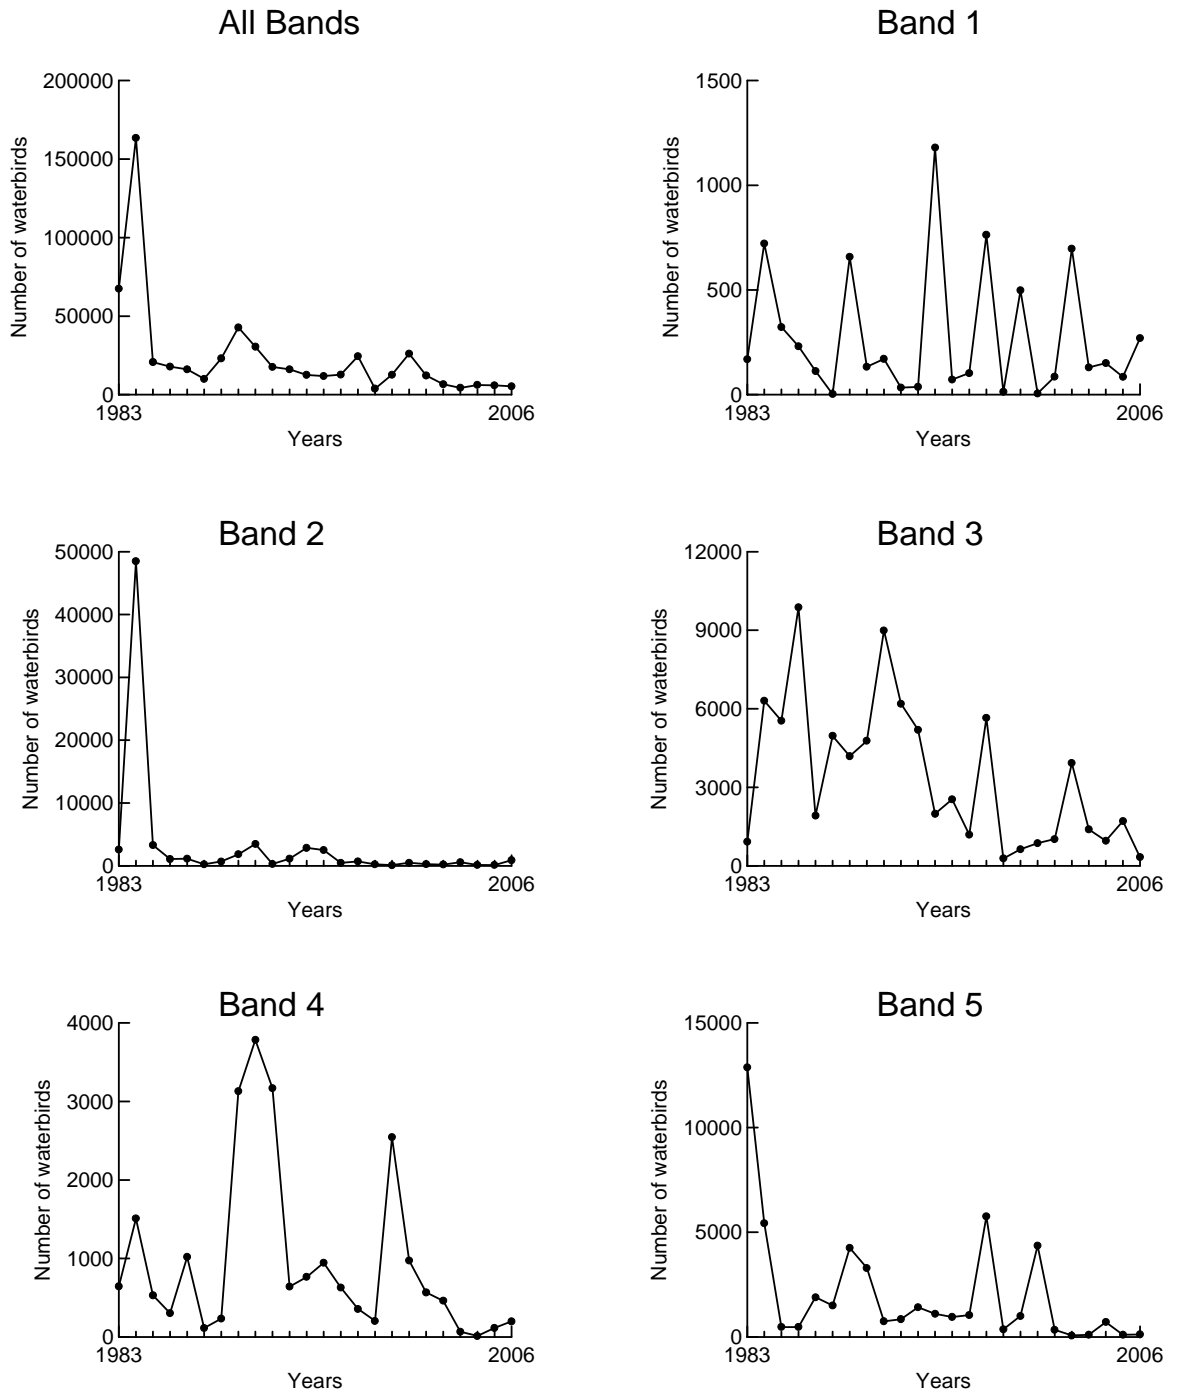 All Bands
Number of waterbirds
200000
150000
100000
50000
0
1983
2006
Years
Band 1
Number of waterbirds
1500
1000
500
0
1983
2006
Years
Band 2
Number of waterbirds
50000
40000
30000
20000
10000
0
1983
2006
Years
Band 3
Number of waterbirds
12000
9000
6000
3000
0
1983
2006
Years
Band 4
Number of waterbirds
4000
3000
2000
1000
0
1983
2006
Years
Band 5
Number of waterbirds
15000
10000
5000
0
1983
2006
Years